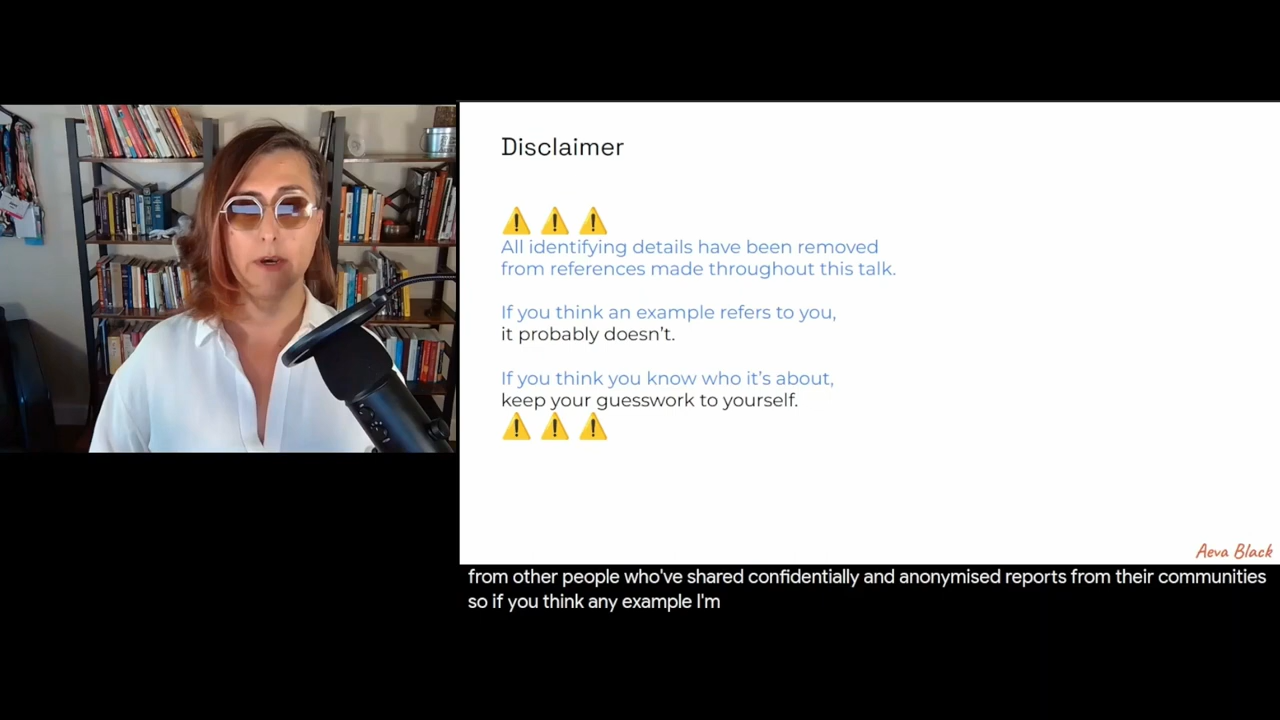 Disclaimer
⚠️ ⚠️ ⚠️
All identifying details have been removed
from references made throughout this talk.
If you think an example refers to you,
it probably doesn't.
If you think you know who it's about,
keep your guesswork to yourself.
⚠️ ⚠️ ⚠️
Aeva Black
from other people who've shared confidentially and anonymised reports from their communities
so if you think any example I'm